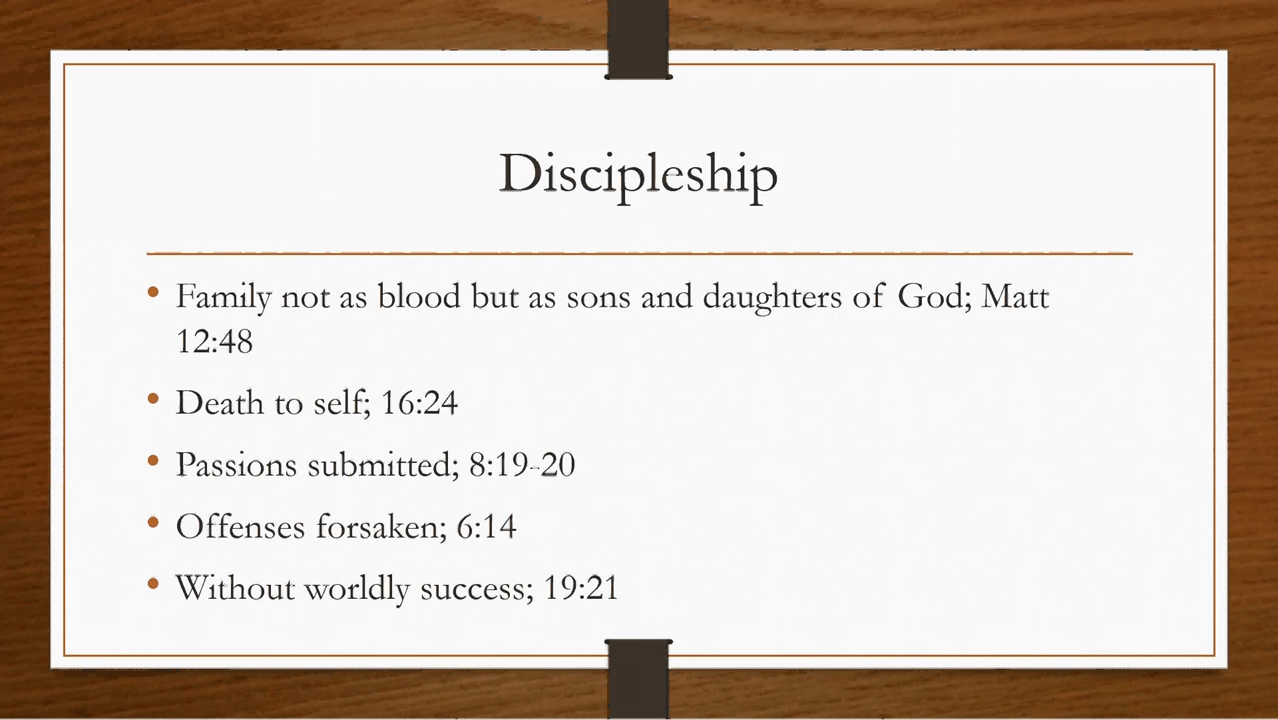 Discipleship
• Family not as blood but as sons and daughters of God; Matt
12:48
• Death to self; 16:24
• Passions submitted; 8:19-20
• Offenses forsaken; 6:14
• Without worldly success; 19:21